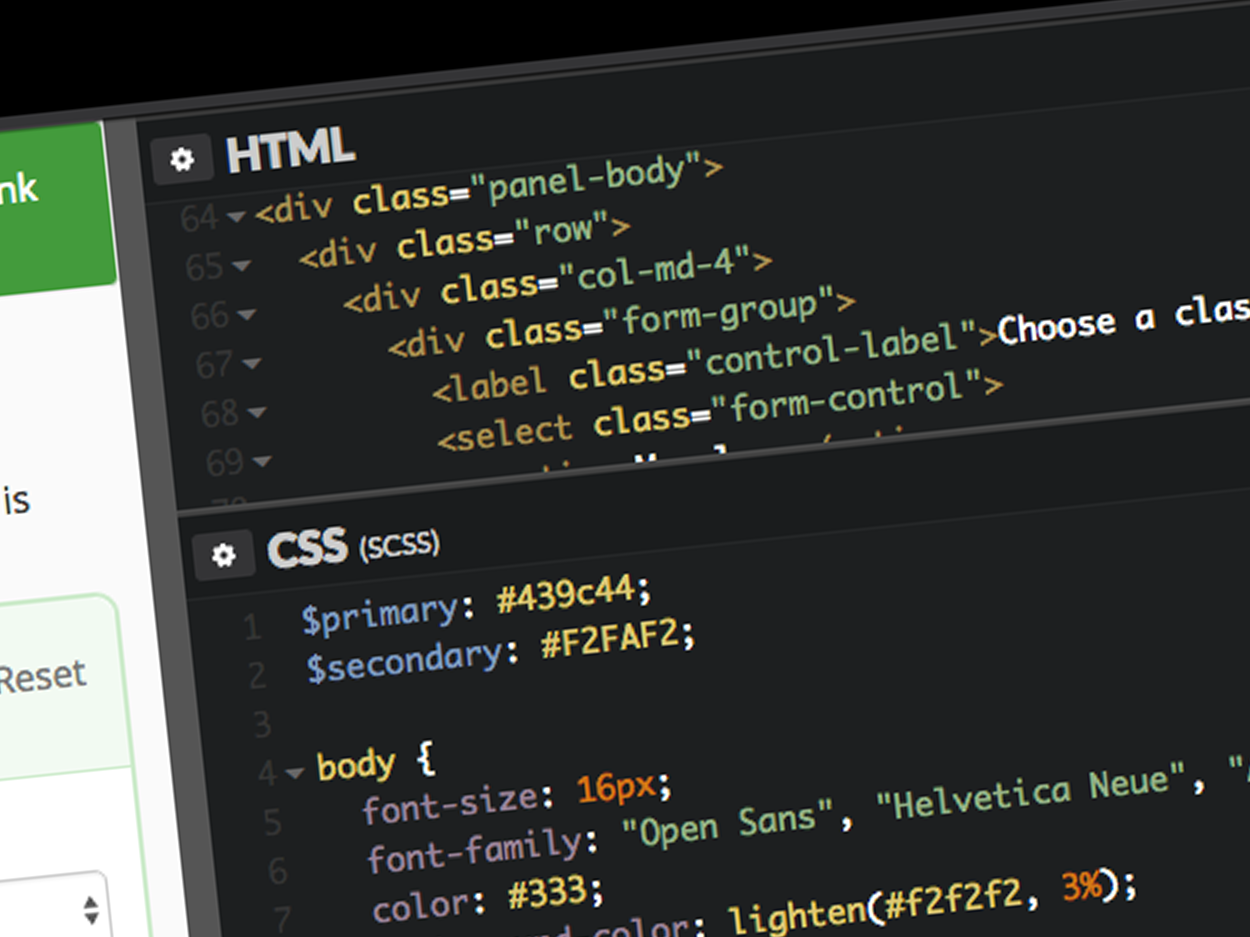 nk
is
Reset
HTML
64 <div class="panel-body">
65 <div class="row">
66 <div class="col-md-4">
67 <div class="form-group">
68 <label class="control-label">Choose a clas
69 <select class="form-control">
CSS (SCSS)
1 $primary: #439c44;
2 $secondary: #F2FAF2;
3
4 body {
5 font-size: 16px;
6 font-family: "Open Sans", "Helvetica Neue", "
7 color: #333;
color: lighten(#f2f2f2, 3%);